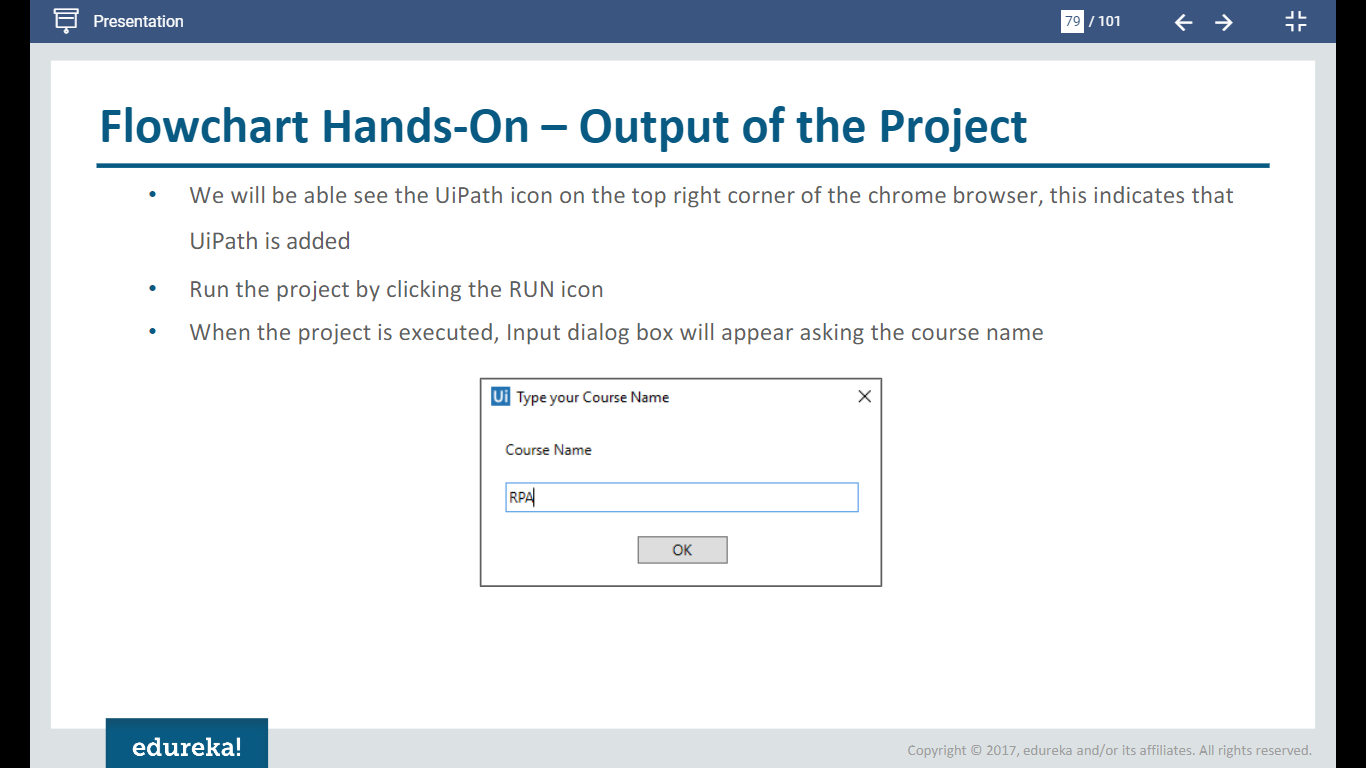 Presentation
79 / 101
Flowchart Hands-On – Output of the Project
• We will be able see the UiPath icon on the top right corner of the chrome browser, this indicates that
UiPath is added
• Run the project by clicking the RUN icon
• When the project is executed, Input dialog box will appear asking the course name
Ui Type your Course Name
Course Name
RPA
OK
edureka!
Copyright © 2017, edureka and/or its affiliates. All rights reserved.